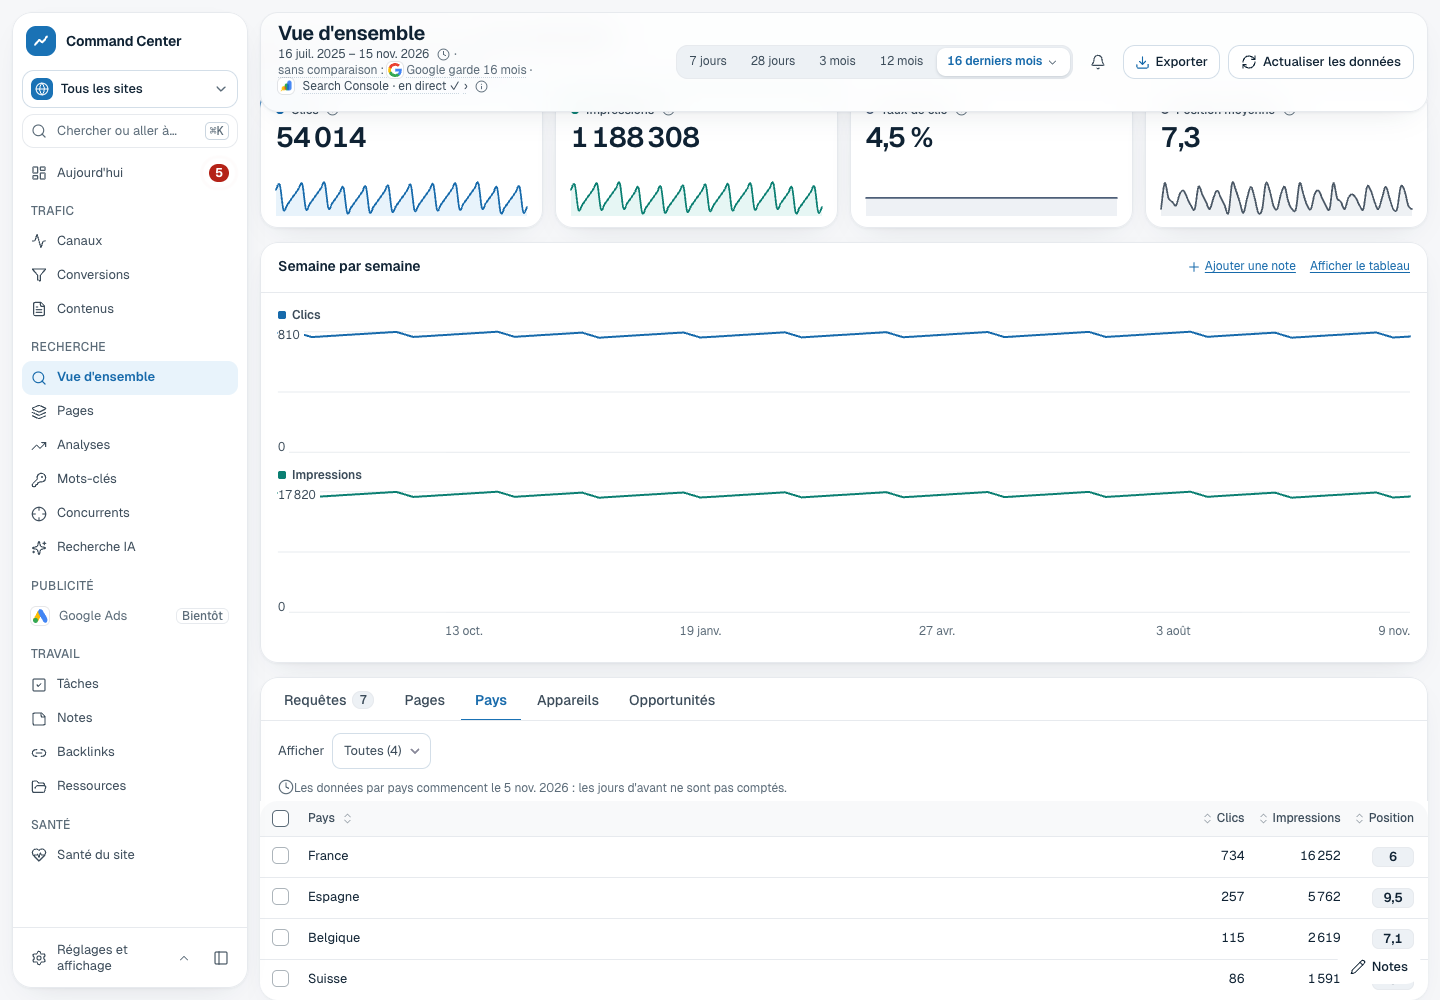 Command Center
Tous les sites
Chercher ou aller à… ⌘K
Aujourd'hui 5
TRAFIC
Canaux
Conversions
Contenus
RECHERCHE
Vue d'ensemble
Pages
Analyses
Mots-clés
Concurrents
Recherche IA
PUBLICITÉ
Google Ads Bientôt
TRAVAIL
Tâches
Notes
Backlinks
Ressources
SANTÉ
Santé du site
Réglages et
affichage
Vue d'ensemble
16 juil. 2025 – 15 nov. 2026 ·
sans comparaison : Google garde 16 mois ·
Search Console · en direct ✓ ›
7 jours 28 jours 3 mois 12 mois 16 derniers mois
Exporter
Actualiser les données
Clics Impressions Taux de clic Position moyenne
54 014 1 188 308 4,5 % 7,3
Semaine par semaine
Ajouter une note Afficher le tableau
Clics
810
0
Impressions
17 820
0
13 oct. 19 janv. 27 avr. 3 août 9 nov.
Requêtes 7 Pages Pays Appareils Opportunités
Afficher Toutes (4)
Les données par pays commencent le 5 nov. 2026 : les jours d'avant ne sont pas comptés.
Pays Clics Impressions Position
France 734 16 252 6
Espagne 257 5 762 9,5
Belgique 115 2 619 7,1
Suisse 86 1 591
Notes